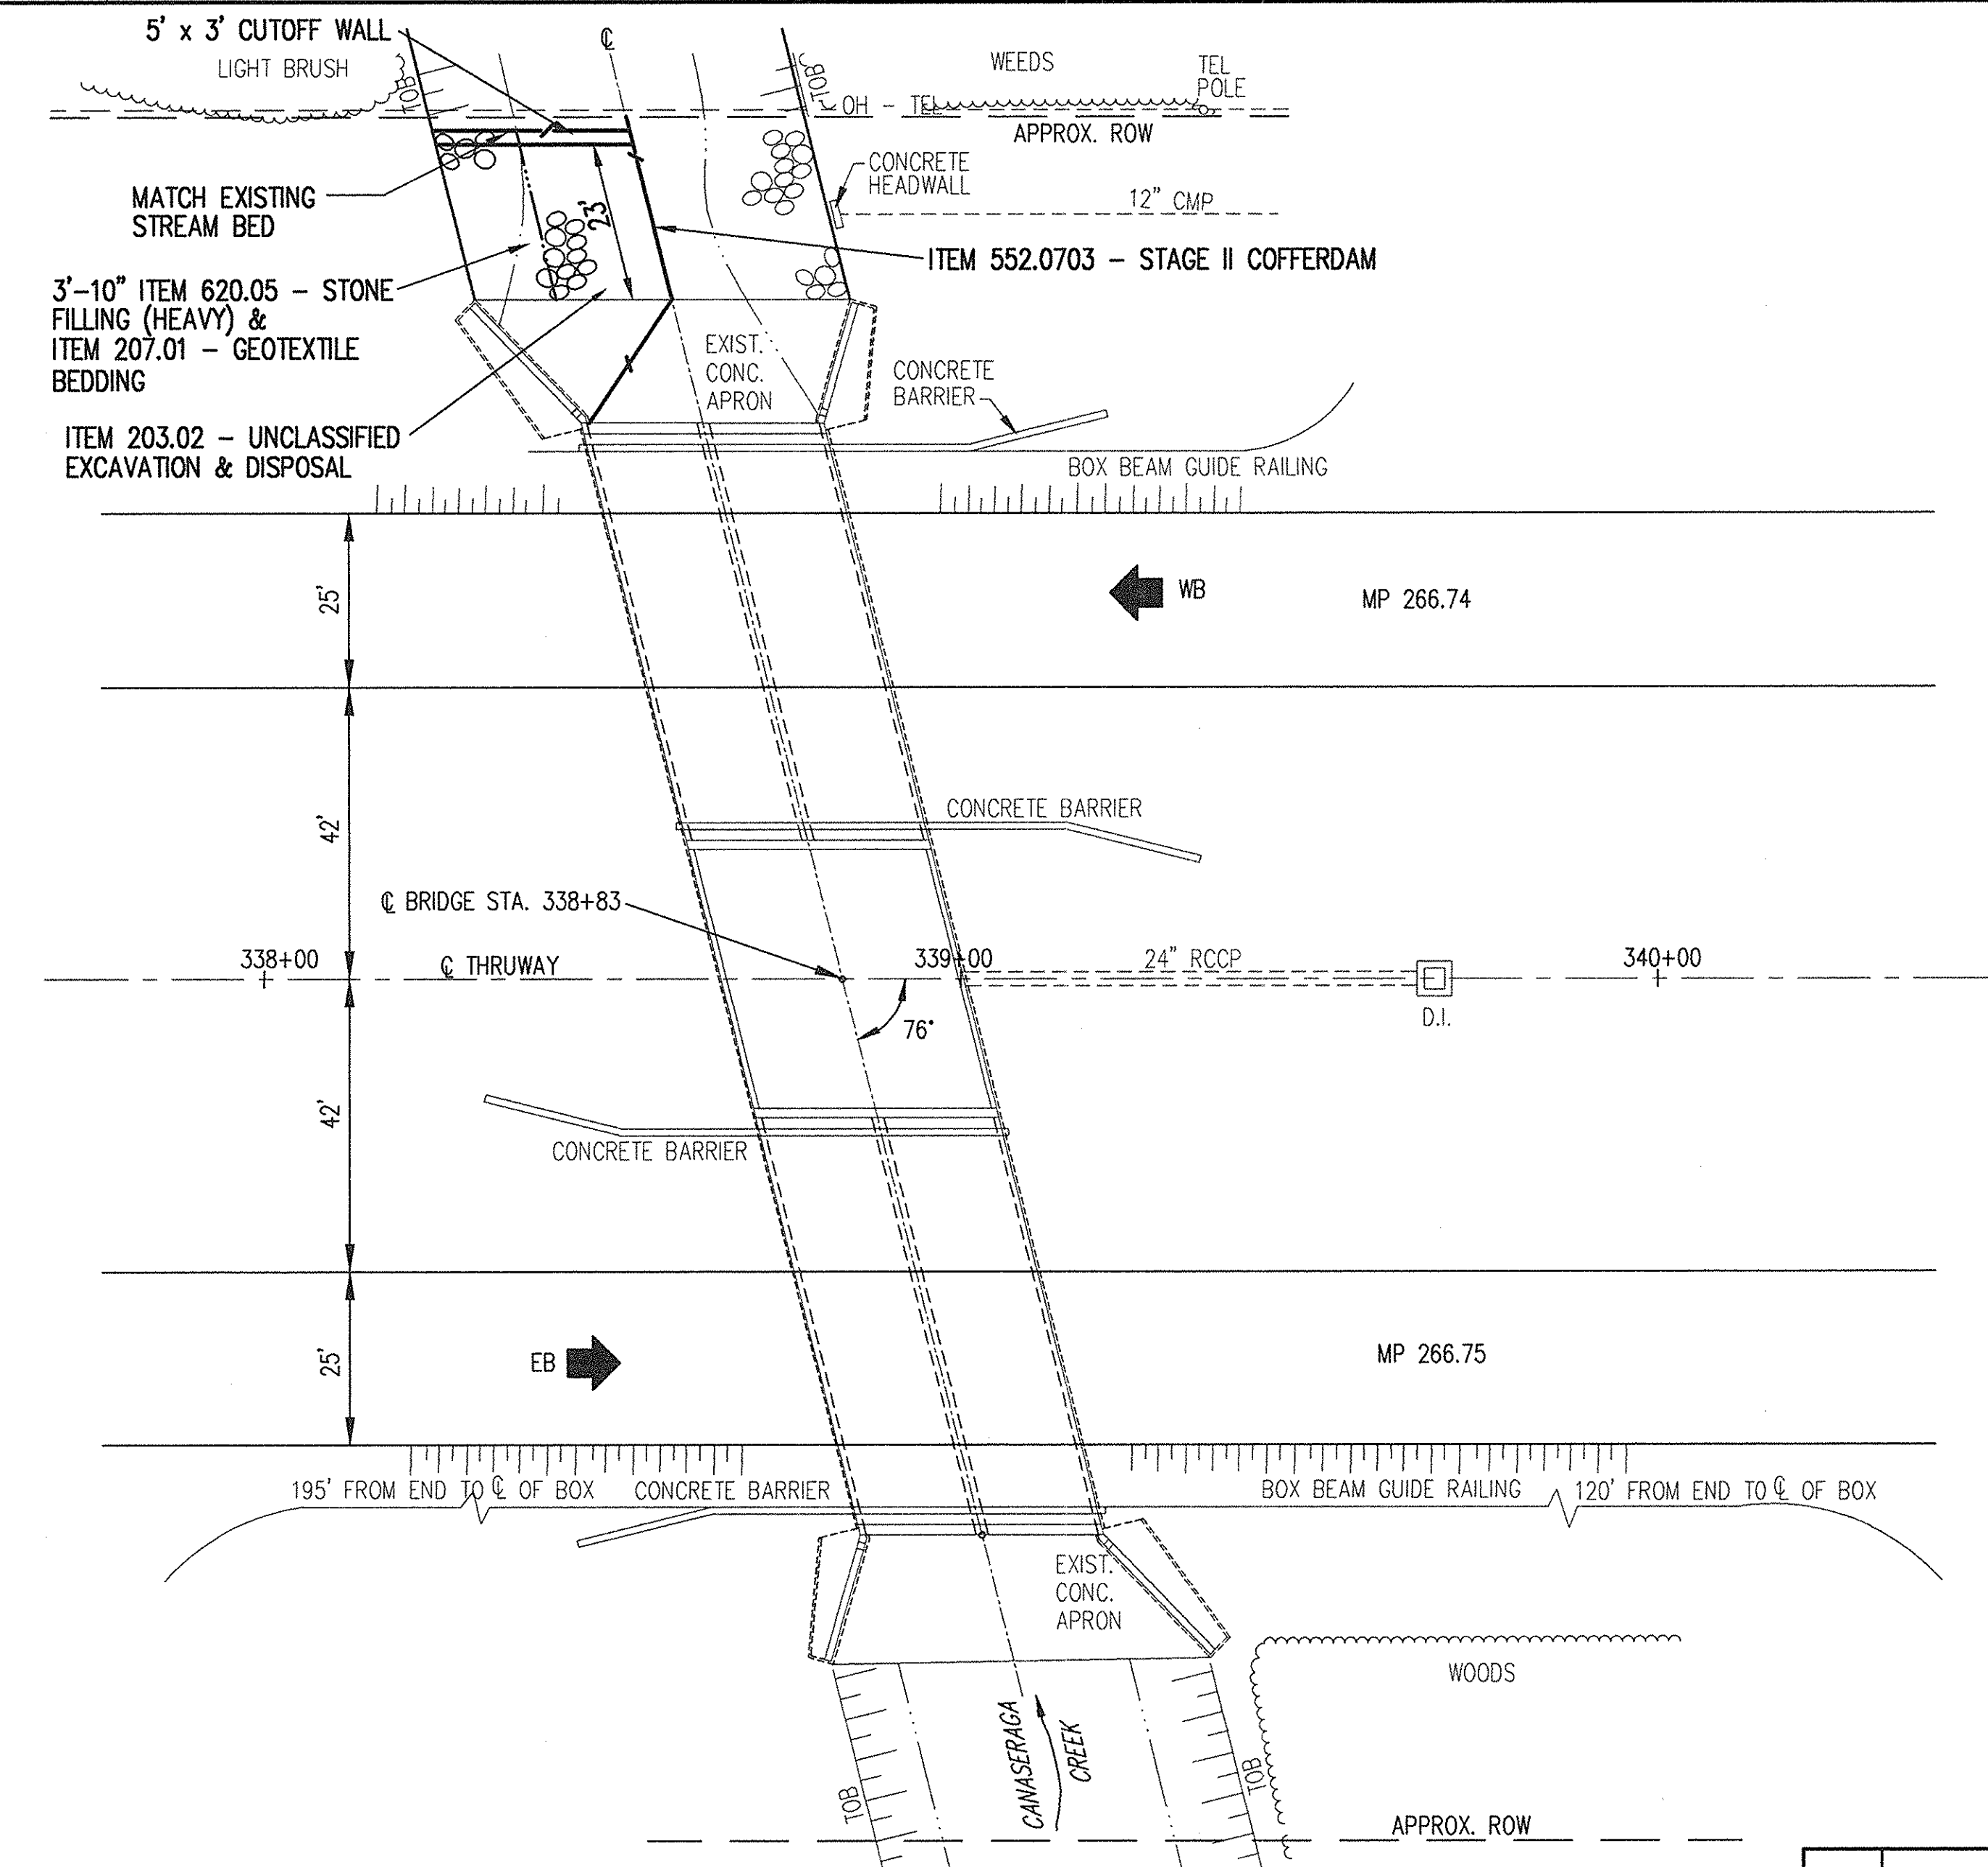 5' x 3' CUTOFF WALL
LIGHT BRUSH
TOB
℄
TOB
WEEDS
TEL
POLE
OH - TEL
APPROX. ROW
MATCH EXISTING
STREAM BED
CONCRETE
HEADWALL
12" CMP
23'
ITEM 552.0703 - STAGE II COFFERDAM
3'-10" ITEM 620.05 - STONE
FILLING (HEAVY) &
ITEM 207.01 - GEOTEXTILE
BEDDING
EXIST.
CONC.
APRON
CONCRETE
BARRIER
ITEM 203.02 - UNCLASSIFIED
EXCAVATION & DISPOSAL
BOX BEAM GUIDE RAILING
25'
WB
MP 266.74
42'
CONCRETE BARRIER
℄ BRIDGE STA. 338+83
338+00
℄ THRUWAY
339+00
24" RCCP
340+00
D.I.
76°
42'
CONCRETE BARRIER
25'
EB
MP 266.75
195' FROM END TO ℄ OF BOX
CONCRETE BARRIER
BOX BEAM GUIDE RAILING
120' FROM END TO ℄ OF BOX
EXIST.
CONC.
APRON
WOODS
CANASERAGA
CREEK
TOB
TOB
APPROX. ROW